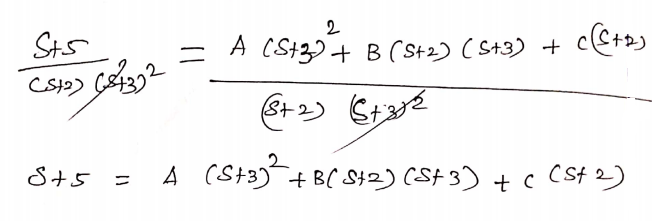 S+5 / (S+2) (S+3)² = A (S+3)² + B (S+2) (S+3) + C (S+2) / (S+2) (S+3)²
S+5 = A (S+3)² + B (S+2) (S+3) + C (S+2)